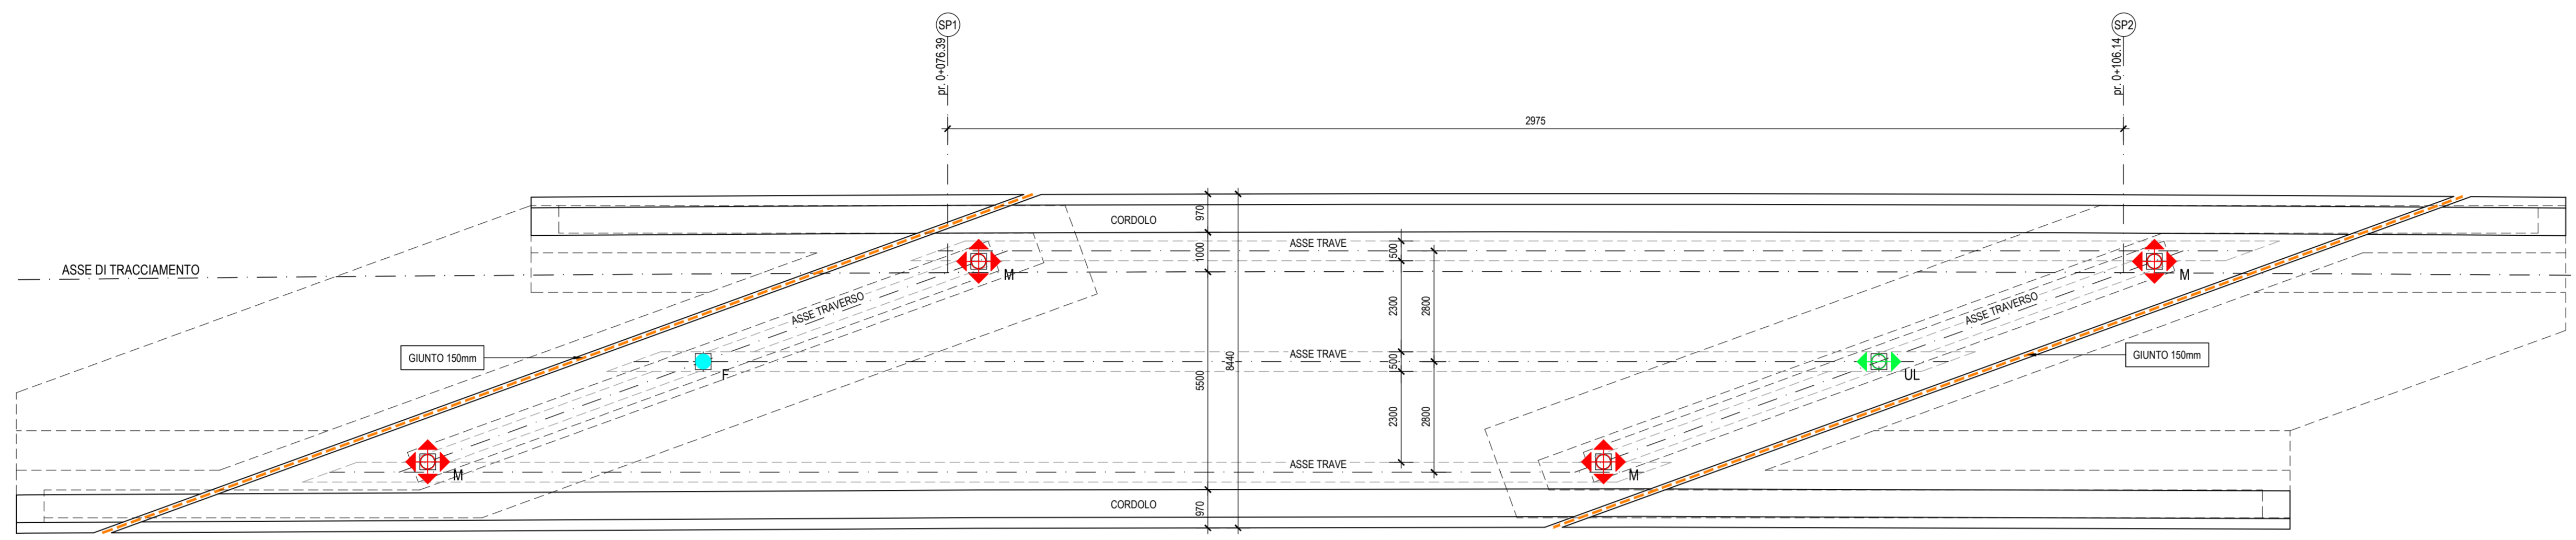 SP1
SP2
pr. 0+076.39
pr. 0+106.14
2975
CORDOLO
970
ASSE TRAVE
500
1000
ASSE DI TRACCIAMENTO
M
M
ASSE TRAVERSO
ASSE TRAVERSO
2300
2800
GIUNTO 150mm
ASSE TRAVE
500
8440
GIUNTO 150mm
F
UL
5500
2300
2800
ASSE TRAVE
M
M
CORDOLO
970